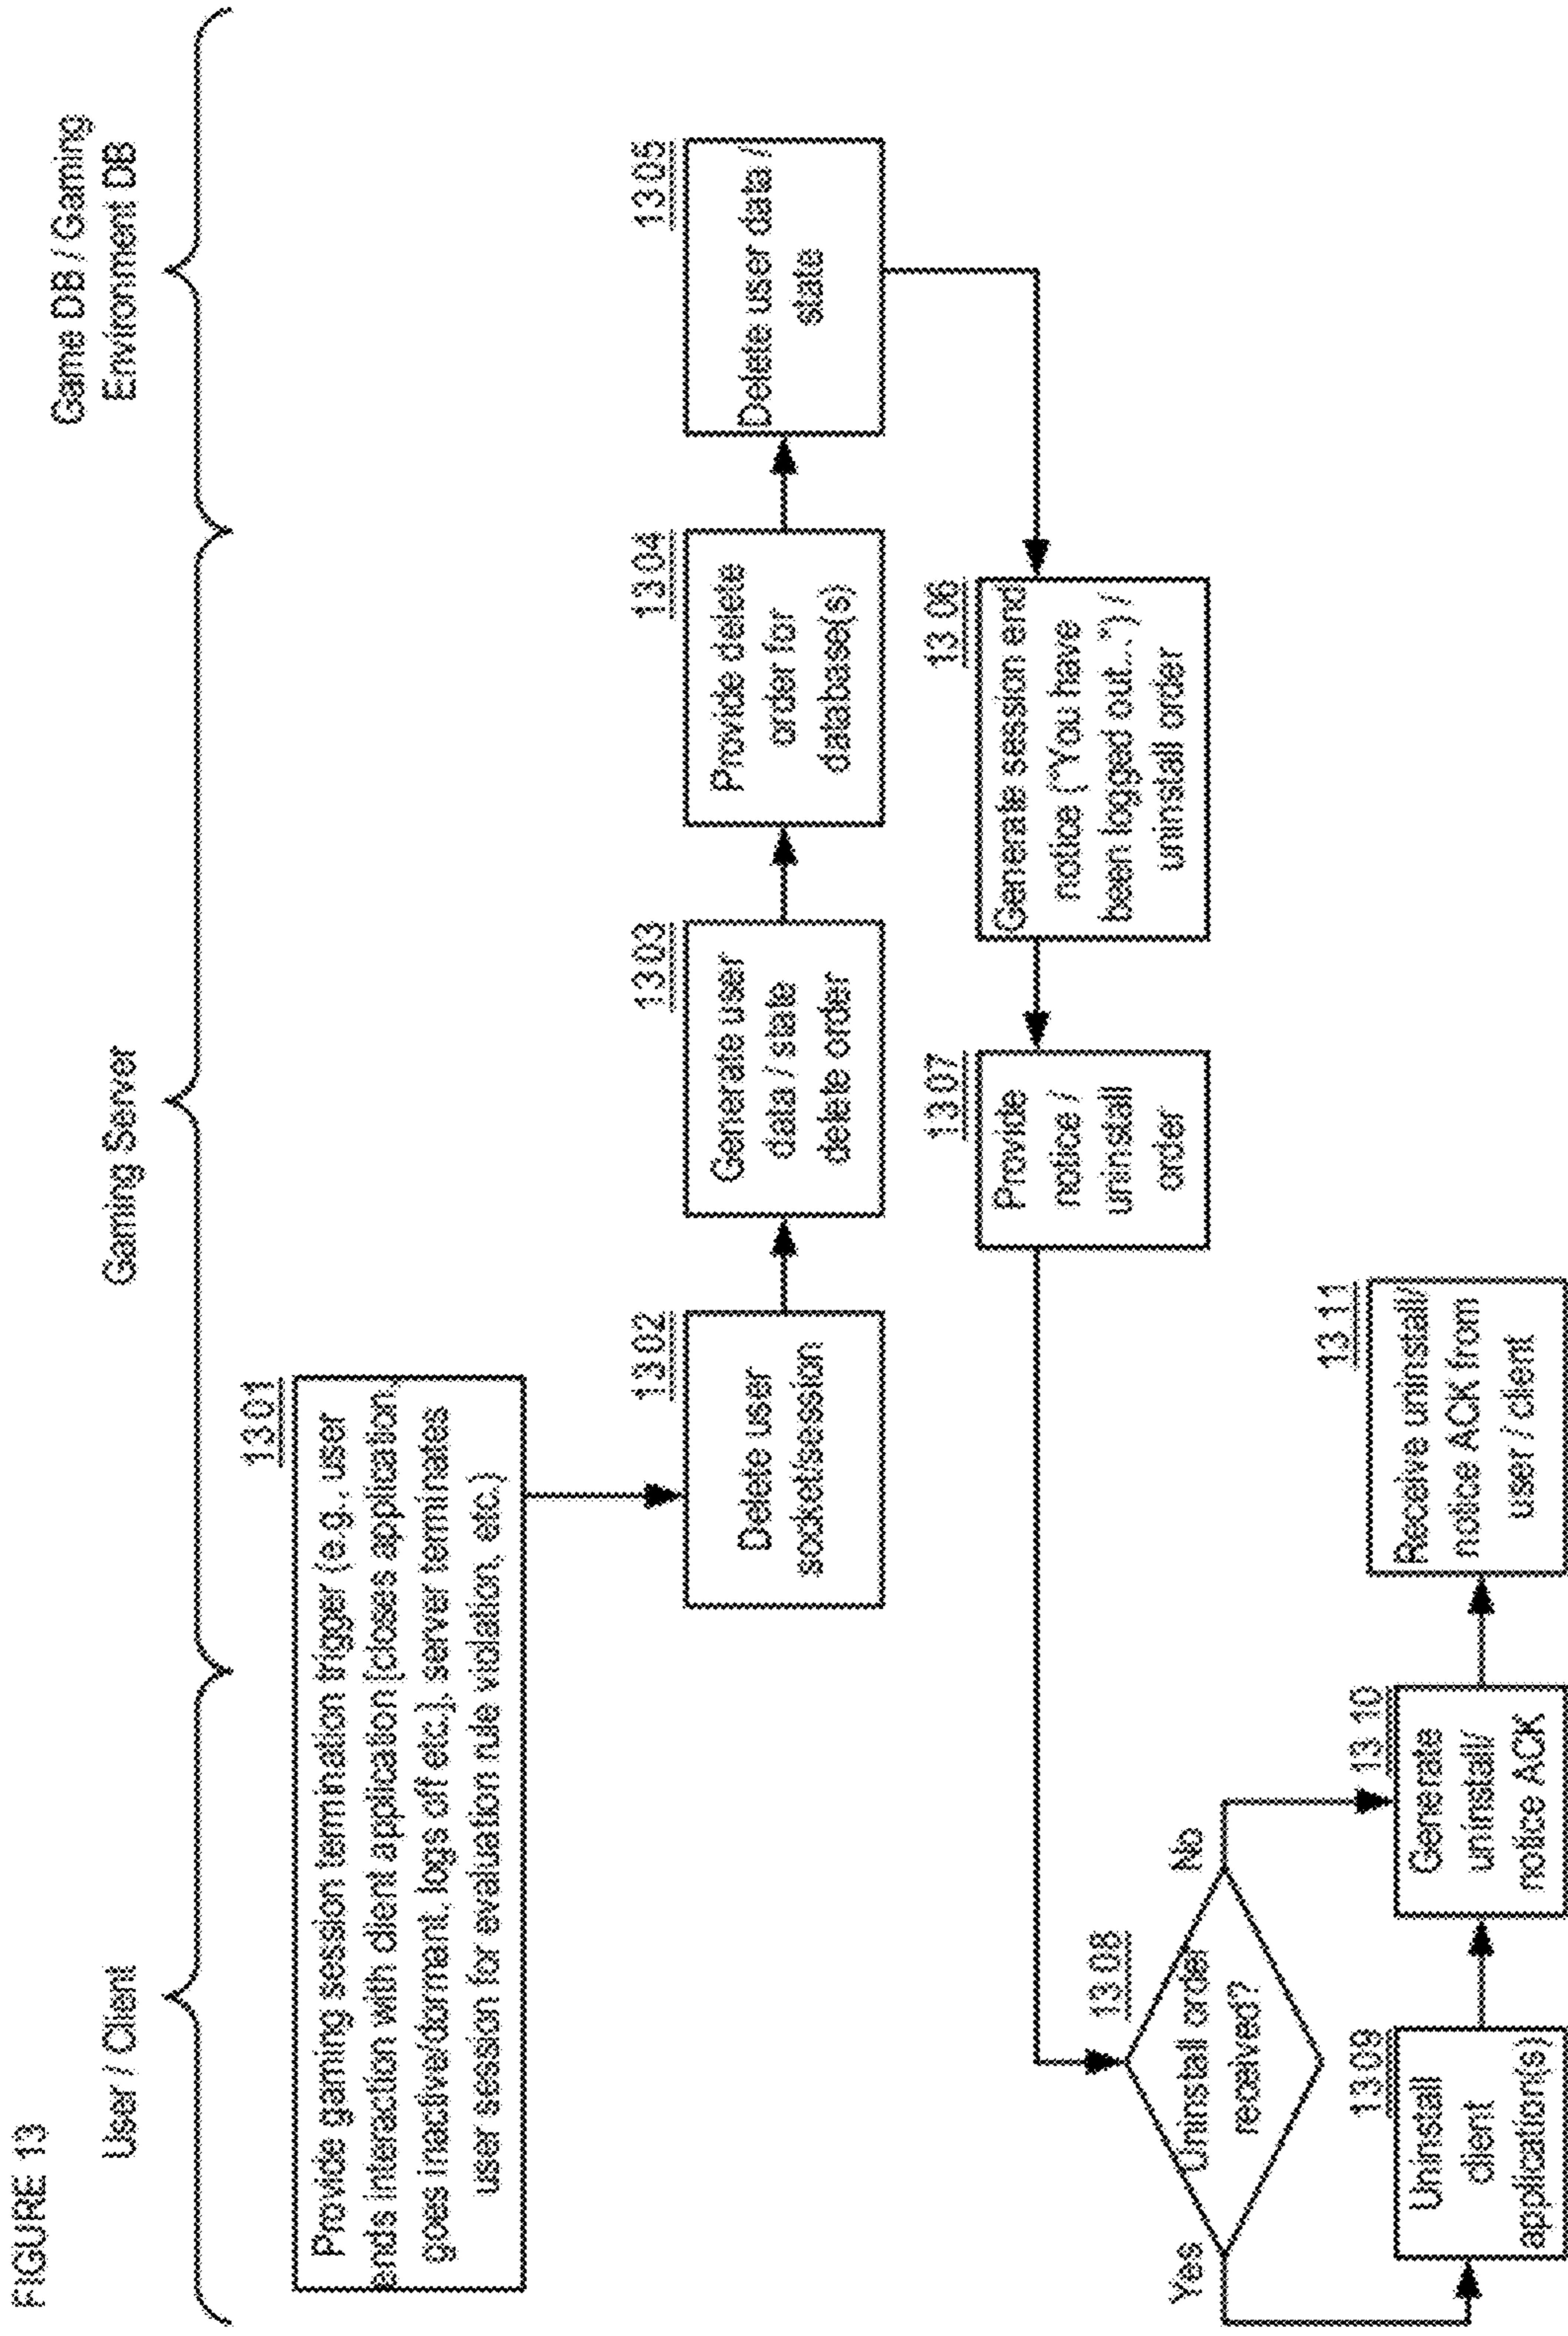 FIGURE 13
User / Client
Gaming Server
Game DB / Gaming
Environment DB
1301
Provide gaming session termination trigger (e.g., user
ends interaction with client application [closes application,
goes inactive/dormant, logs off etc.], server terminates
user session for evaluation rule violation, etc.)
1302
Delete user
socket/session
1303
Generate user
data / state
delete order
1304
Provide delete
order for
database(s)
1305
Delete user data /
state
1306
Generate session end
notice ("You have
been logged out...") /
uninstall order
1307
Provide
notice /
uninstall
order
1308
Uninstall order
received?
Yes
No
1309
Uninstall
client
application(s)
1310
Generate
uninstall/
notice ACK
1311
Receive uninstall/
notice ACK from
user / client